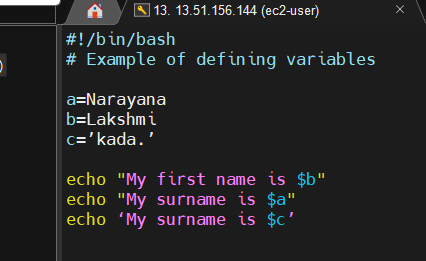 13. 13.51.156.144 (ec2-user)
#!/bin/bash
# Example of defining variables
a=Narayana
b=Lakshmi
c=’kada.’
echo "My first name is $b"
echo "My surname is $a"
echo ‘My surname is $c’